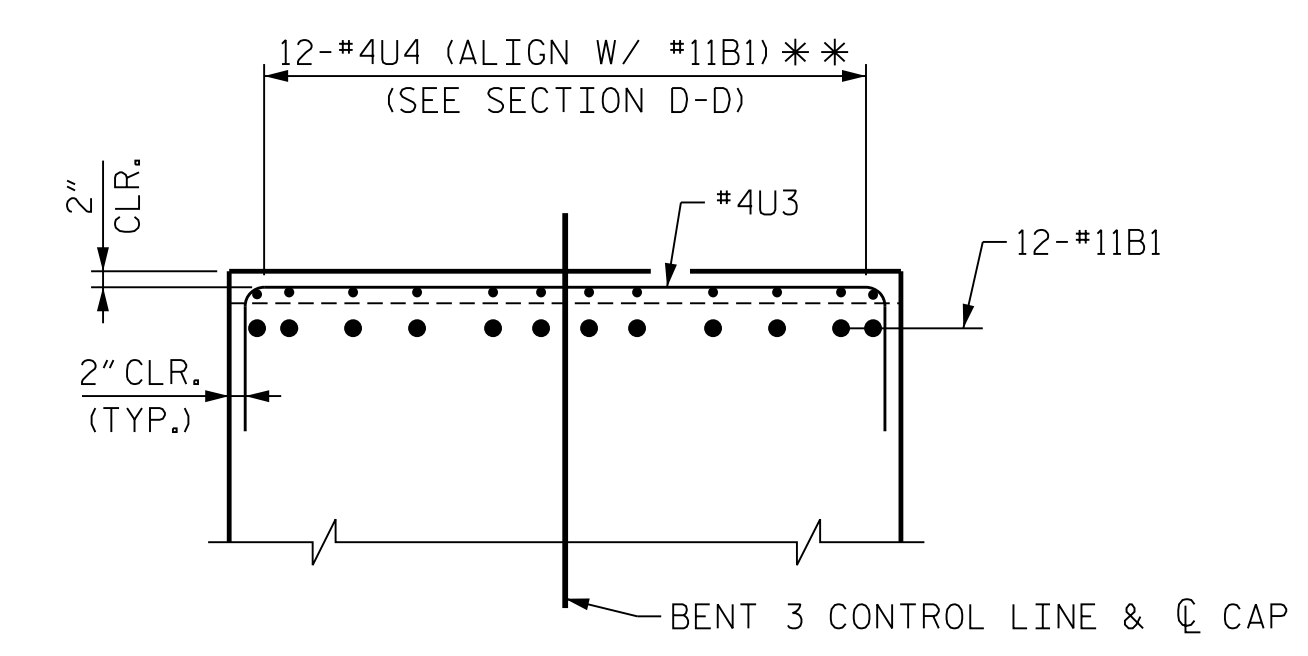 12-#4U4 (ALIGN W/ #11B1)✳✳
(SEE SECTION D-D)
2"
CLR.
#4U3
12-#11B1
2" CLR.
(TYP.)
BENT 3 CONTROL LINE & ℄ CAP